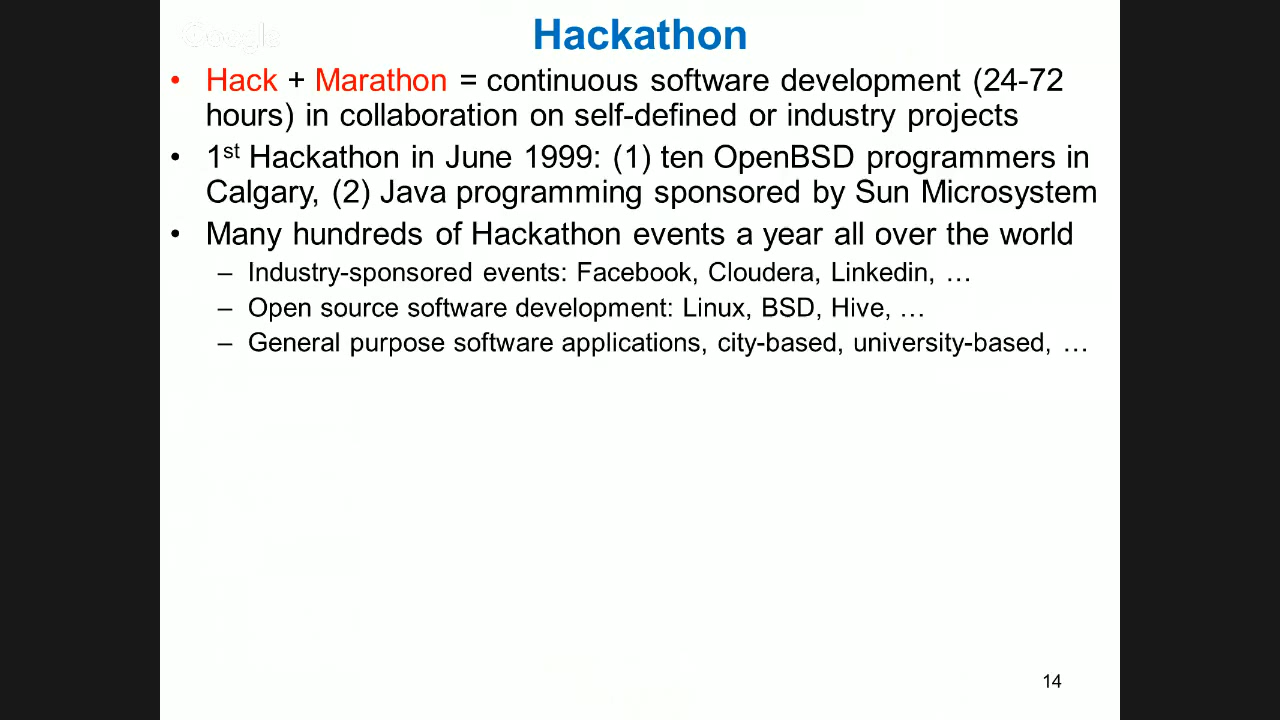 Google
Hackathon
• Hack + Marathon = continuous software development (24-72
hours) in collaboration on self-defined or industry projects
• 1st Hackathon in June 1999: (1) ten OpenBSD programmers in
Calgary, (2) Java programming sponsored by Sun Microsystem
• Many hundreds of Hackathon events a year all over the world
– Industry-sponsored events: Facebook, Cloudera, Linkedin, …
– Open source software development: Linux, BSD, Hive, …
– General purpose software applications, city-based, university-based, …
14